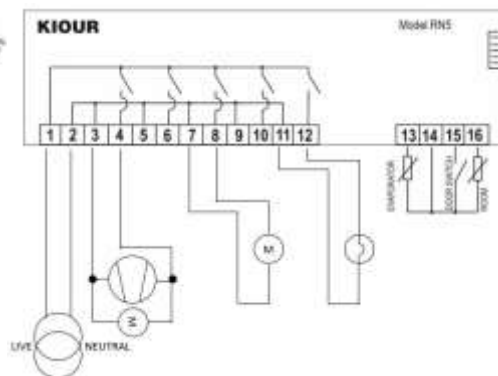 KIOUR
Model RN5
1 2 3 4 5 6 7 8 9 10 11 12
13 14 15 16
EVAPORATOR
DOOR SWITCH
ROOM
M
M
LIVE
NEUTRAL